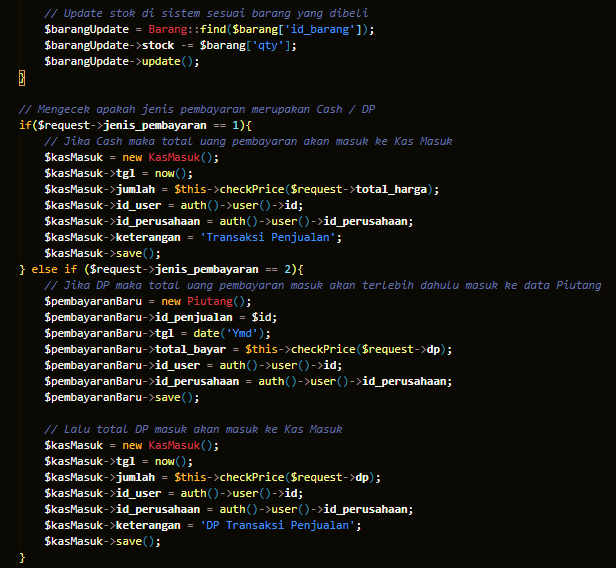 // Update stok di sistem sesuai barang yang dibeli
$barangUpdate = Barang::find($barang['id_barang']);
$barangUpdate->stock -= $barang['qty'];
$barangUpdate->update();
}
// Mengecek apakah jenis pembayaran merupakan Cash / DP
if($request->jenis_pembayaran == 1){
// Jika Cash maka total uang pembayaran akan masuk ke Kas Masuk
$kasMasuk = new KasMasuk();
$kasMasuk->tgl = now();
$kasMasuk->jumlah = $this->checkPrice($request->total_harga);
$kasMasuk->id_user = auth()->user()->id;
$kasMasuk->id_perusahaan = auth()->user()->id_perusahaan;
$kasMasuk->keterangan = 'Transaksi Penjualan';
$kasMasuk->save();
} else if ($request->jenis_pembayaran == 2){
// Jika DP maka total uang pembayaran masuk akan terlebih dahulu masuk ke data Piutang
$pembayaranBaru = new Piutang();
$pembayaranBaru->id_penjualan = $id;
$pembayaranBaru->tgl = date('Ymd');
$pembayaranBaru->total_bayar = $this->checkPrice($request->dp);
$pembayaranBaru->id_user = auth()->user()->id;
$pembayaranBaru->id_perusahaan = auth()->user()->id_perusahaan;
$pembayaranBaru->save();
// Lalu total DP masuk akan masuk ke Kas Masuk
$kasMasuk = new KasMasuk();
$kasMasuk->tgl = now();
$kasMasuk->jumlah = $this->checkPrice($request->dp);
$kasMasuk->id_user = auth()->user()->id;
$kasMasuk->id_perusahaan = auth()->user()->id_perusahaan;
$kasMasuk->keterangan = 'DP Transaksi Penjualan';
$kasMasuk->save();
}